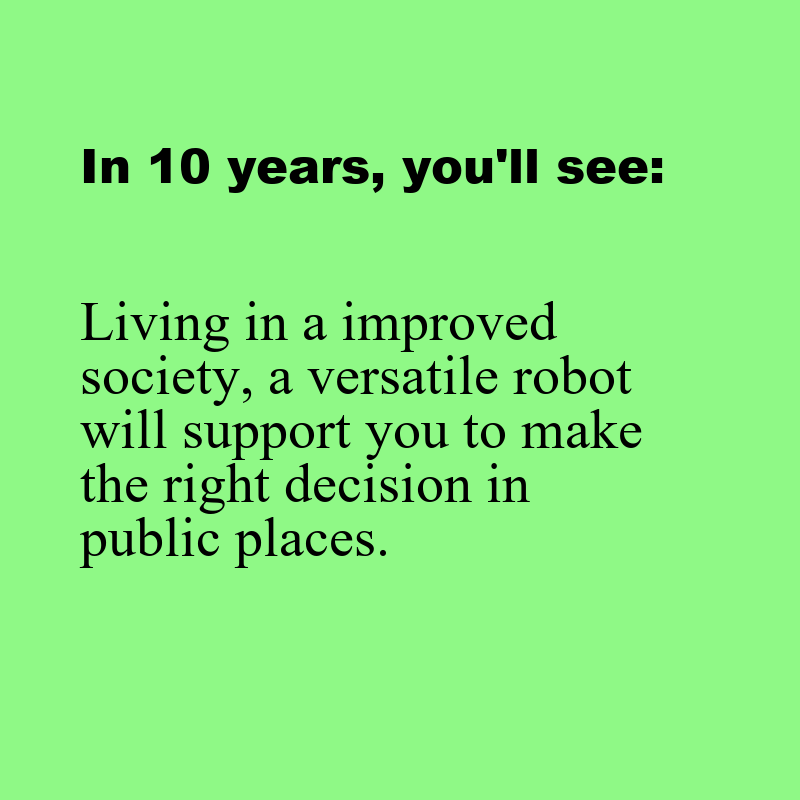 In 10 years, you'll see:
Living in a improved
society, a versatile robot
will support you to make
the right decision in
public places.